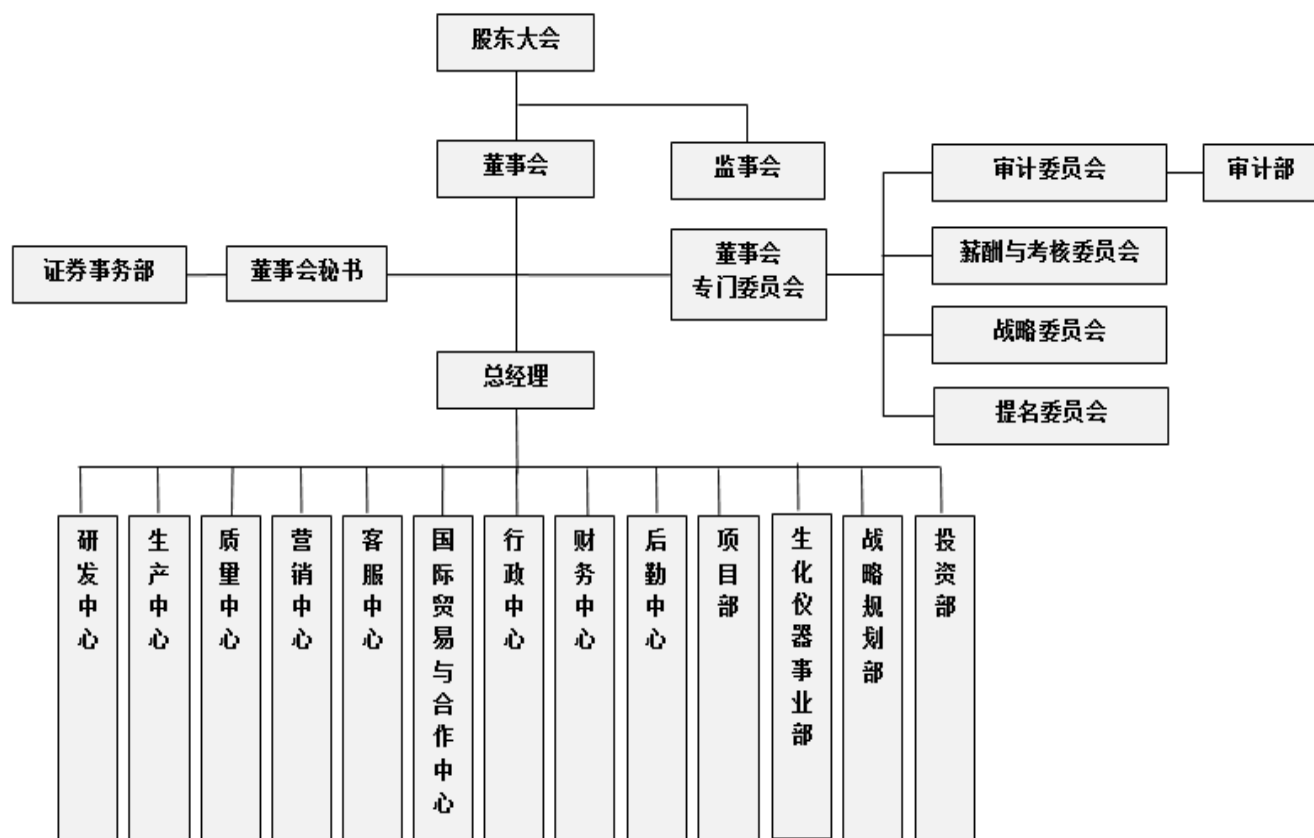 股东大会
董事会
监事会
审计委员会
审计部
证券事务部
董事会秘书
董事会
专门委员会
薪酬与考核委员会
战略委员会
提名委员会
总经理
研发中心
生产中心
质量中心
营销中心
客服中心
国际贸易与合作中心
行政中心
财务中心
后勤中心
项目部
生化仪器事业部
战略规划部
投资部